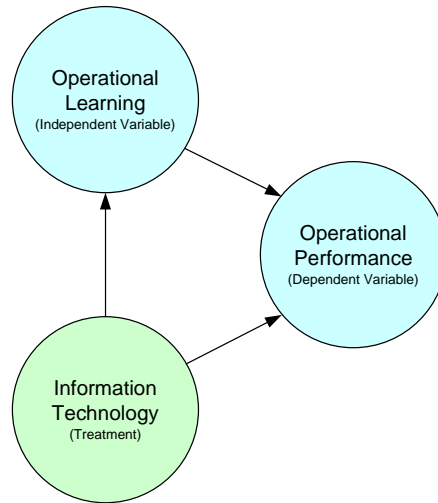 Operational
Learning
(Independent Variable)
Operational
Performance
(Dependent Variable)
Information
Technology
(Treatment)